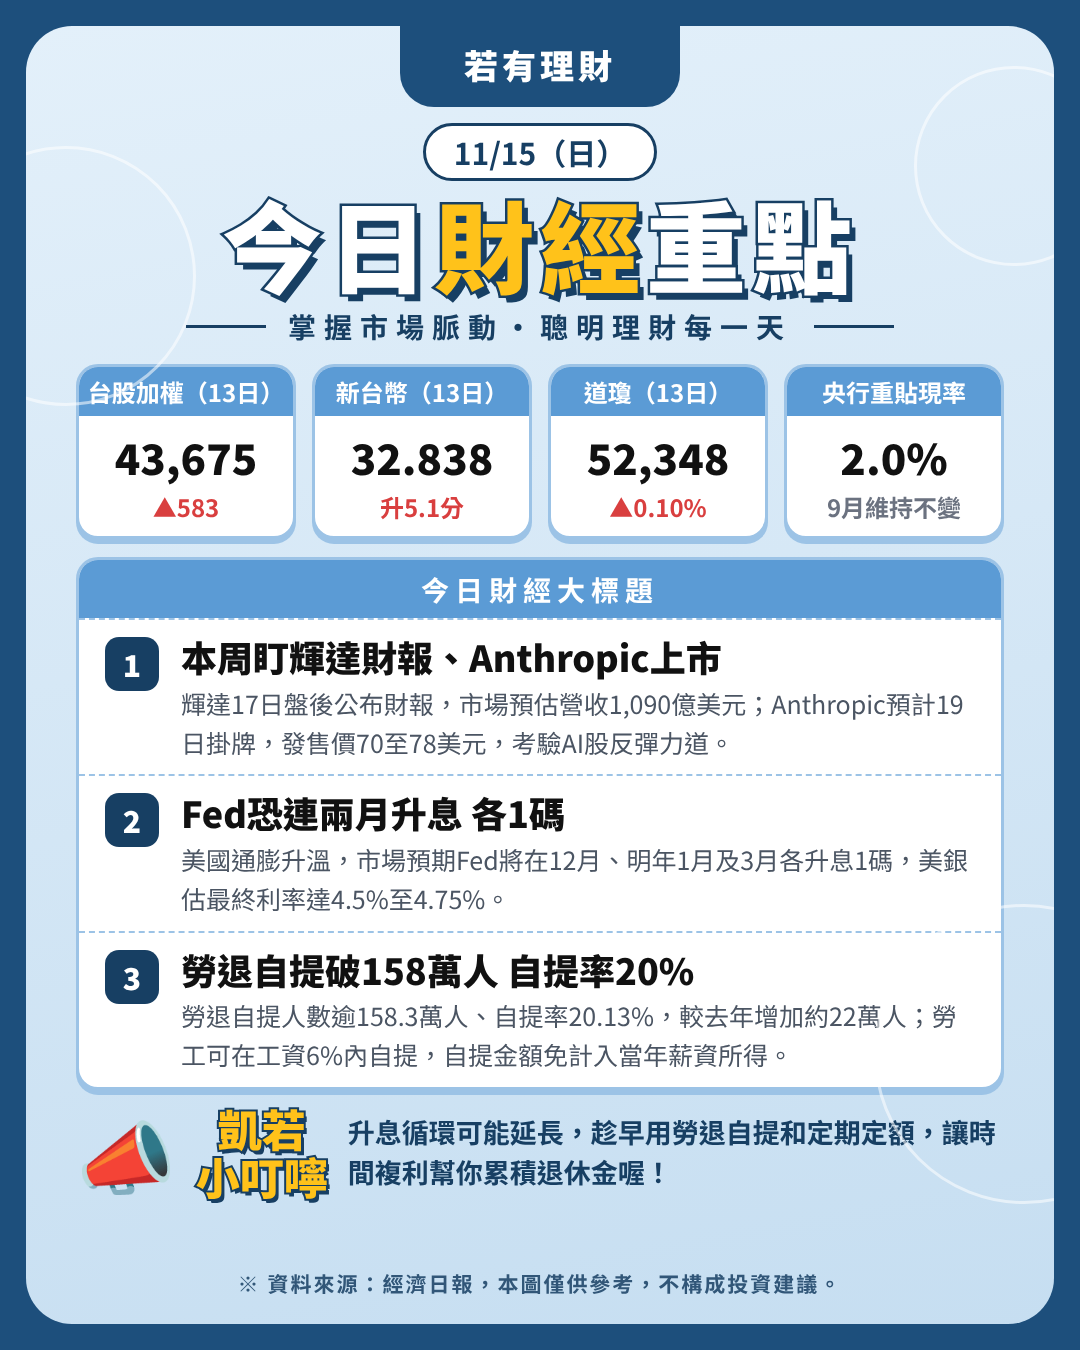 若有理財
11/15（日）
今日財經重點
掌握市場脈動・聰明理財每一天
台股加權（13日）
43,675
▲583
新台幣（13日）
32.838
升5.1分
道瓊（13日）
52,348
▲0.10%
央行重貼現率
2.0%
9月維持不變
今日財經大標題
1
本周盯輝達財報、Anthropic上市
輝達17日盤後公布財報，市場預估營收1,090億美元；Anthropic預計19
日掛牌，發售價70至78美元，考驗AI股反彈力道。
2
Fed恐連兩月升息 各1碼
美國通膨升溫，市場預期Fed將在12月、明年1月及3月各升息1碼，美銀
估最終利率達4.5%至4.75%。
3
勞退自提破158萬人 自提率20%
勞退自提人數逾158.3萬人、自提率20.13%，較去年增加約22萬人；勞
工可在工資6%內自提，自提金額免計入當年薪資所得。
凱若
小叮嚀
升息循環可能延長，趁早用勞退自提和定期定額，讓時
間複利幫你累積退休金喔！
※ 資料來源：經濟日報，本圖僅供參考，不構成投資建議。